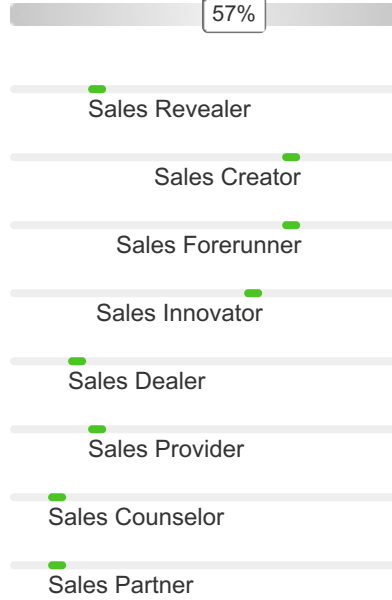 57%
Sales Revealer
Sales Creator
Sales Forerunner
Sales Innovator
Sales Dealer
Sales Provider
Sales Counselor
Sales Partner